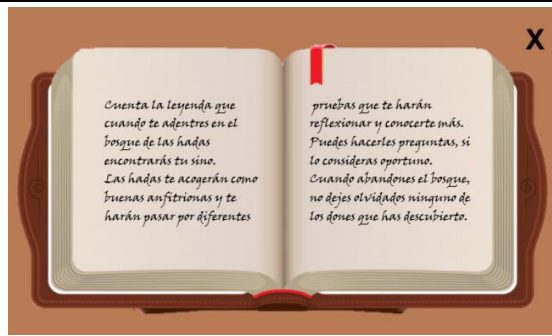 X
Cuenta la leyenda que
cuando te adentres en el
bosque de las hadas
encontrarás tu sino.
Las hadas te acogerán como
buenas anfitrionas y te
harán pasar por diferentes
pruebas que te harán
reflexionar y conocerte más.
Puedes hacerles preguntas, si
lo consideras oportuno.
Cuando abandones el bosque,
no dejes olvidados ninguno de
los dones que has descubierto.